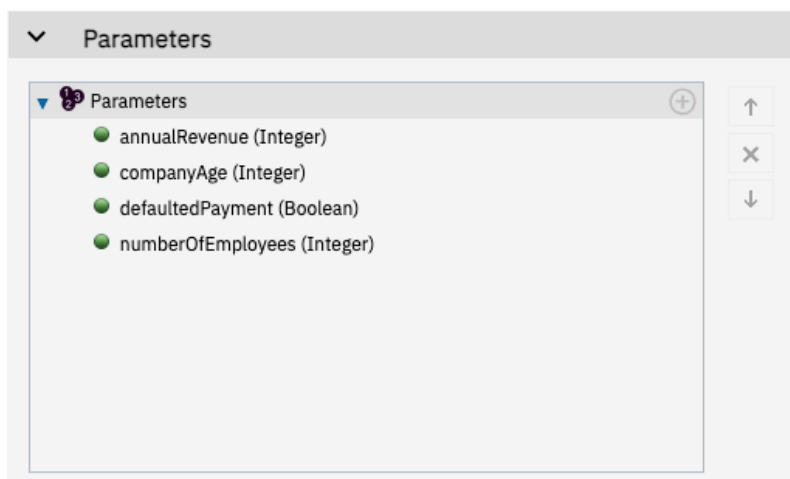 Parameters
Parameters
annualRevenue (Integer)
companyAge (Integer)
defaultedPayment (Boolean)
numberOfEmployees (Integer)